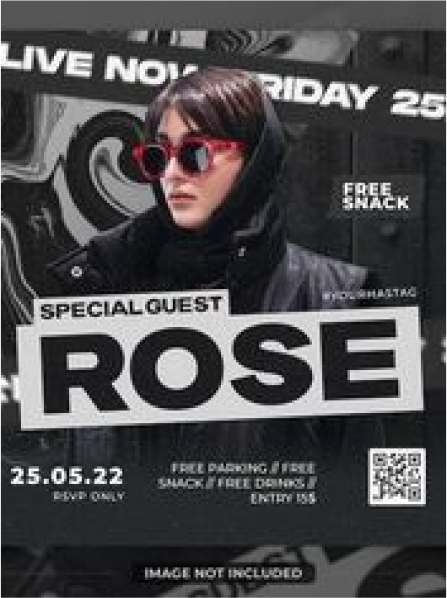 LIVE NOW FRIDAY 25
FREE
SNACK
#YOURHASTAG
SPECIAL GUEST
ROSE
25.05.22
RSVP ONLY
FREE PARKING // FREE
SNACK // FREE DRINKS //
ENTRY 15$
IMAGE NOT INCLUDED